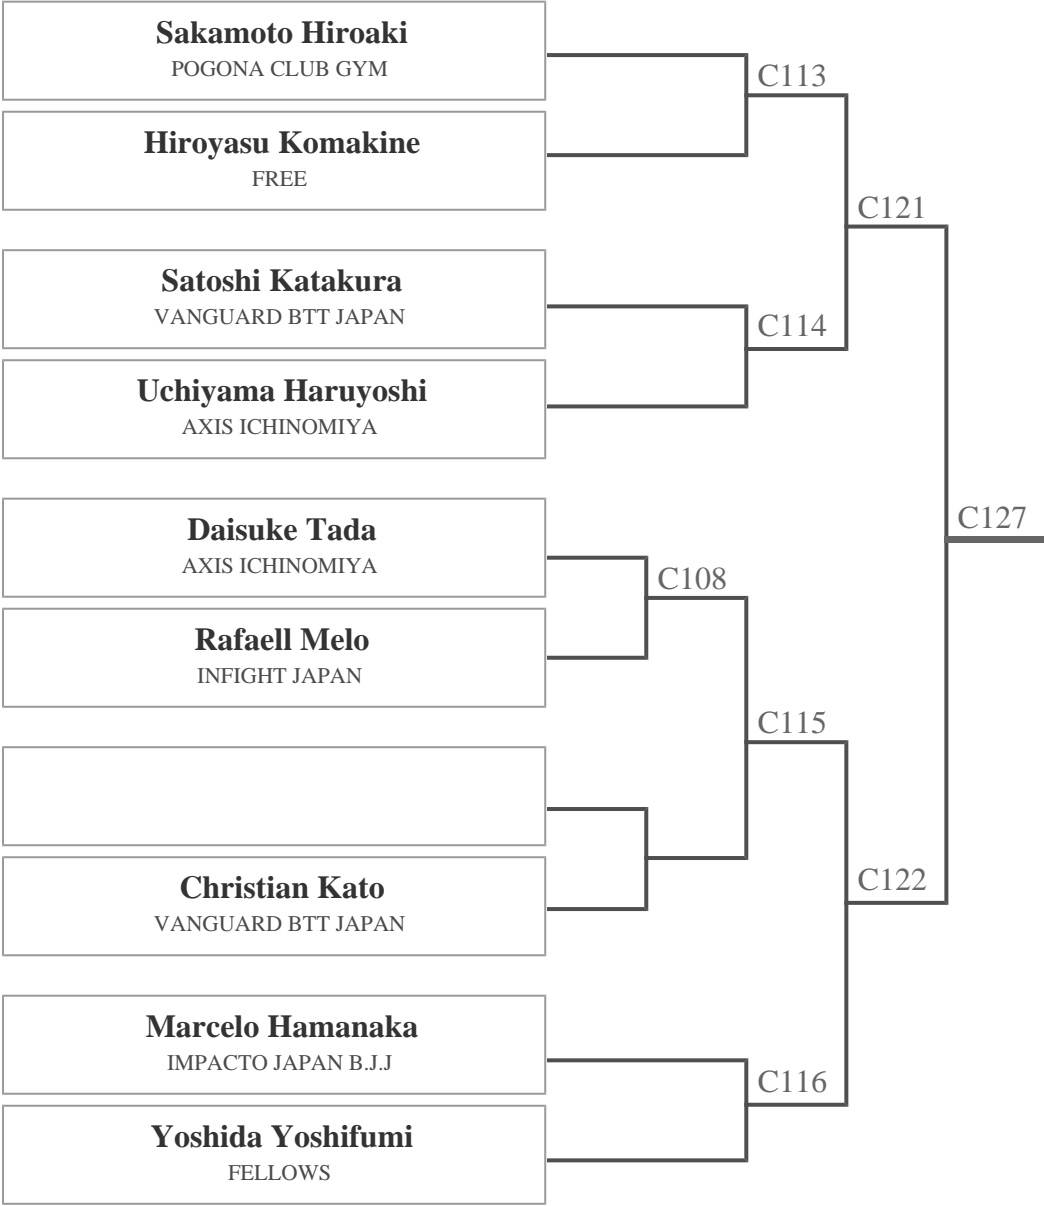 Sakamoto Hiroaki
POGONA CLUB GYM
C113
Hiroyasu Komakine
FREE
C121
Satoshi Katakura
VANGUARD BTT JAPAN
C114
Uchiyama Haruyoshi
AXIS ICHINOMIYA
C127
Daisuke Tada
AXIS ICHINOMIYA
C108
Rafaell Melo
INFIGHT JAPAN
C115
Christian Kato
VANGUARD BTT JAPAN
C122
Marcelo Hamanaka
IMPACTO JAPAN B.J.J
C116
Yoshida Yoshifumi
FELLOWS